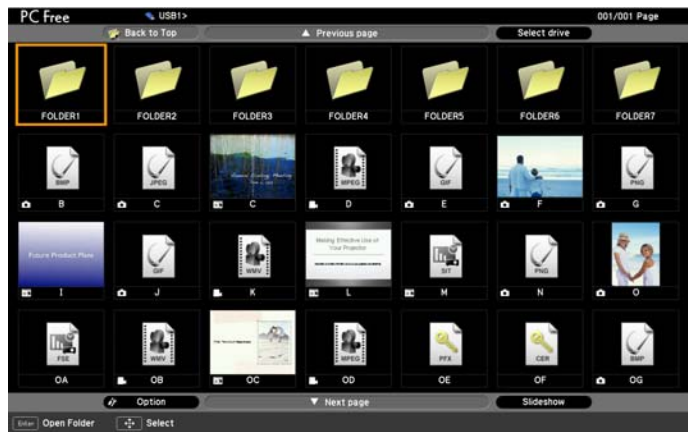 PC Free USB1> 001/001 Page
Back to Top Previous page Select drive
FOLDER1 FOLDER2 FOLDER3 FOLDER4 FOLDER5 FOLDER6 FOLDER7
BMP JPEG MPEG GIF PNG
B C C D E F G
Future Product Plans GIF WMV Making Effective Use of Your Projector SIT PNG
I J K L M N O
FSE WMV MPEG PFX CER BMP
OA OB OC OD OE OF OG
Option Next page Slideshow
Enter Open Folder Select